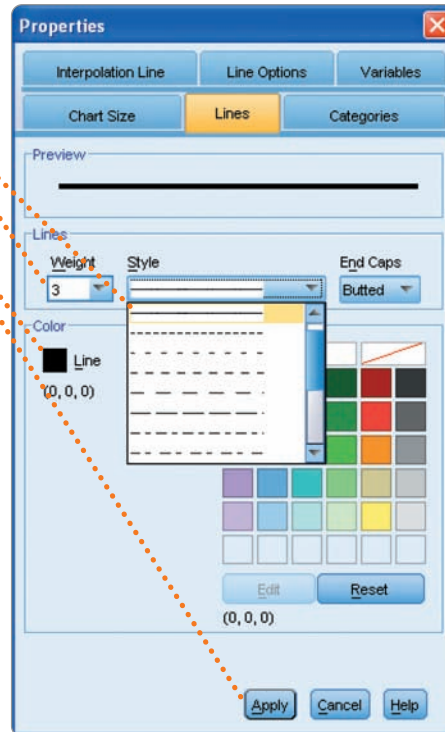 Properties
Interpolation Line Line Options Variables
Chart Size Lines Categories
Preview
Lines
Weight Style End Caps
3 Butted
Color
Line
(0, 0, 0)
Edit Reset
(0, 0, 0)
Apply Cancel Help